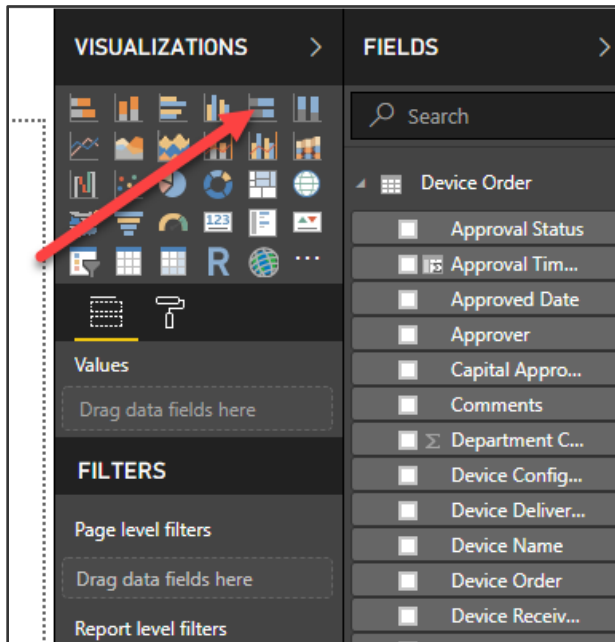 VISUALIZATIONS
123
R
Values
Drag data fields here
FILTERS
Page level filters
Drag data fields here
Report level filters
FIELDS
Search
Device Order
Approval Status
Approval Tim...
Approved Date
Approver
Capital Appro...
Comments
Σ Department C...
Device Config...
Device Deliver...
Device Name
Device Order
Device Receiv...